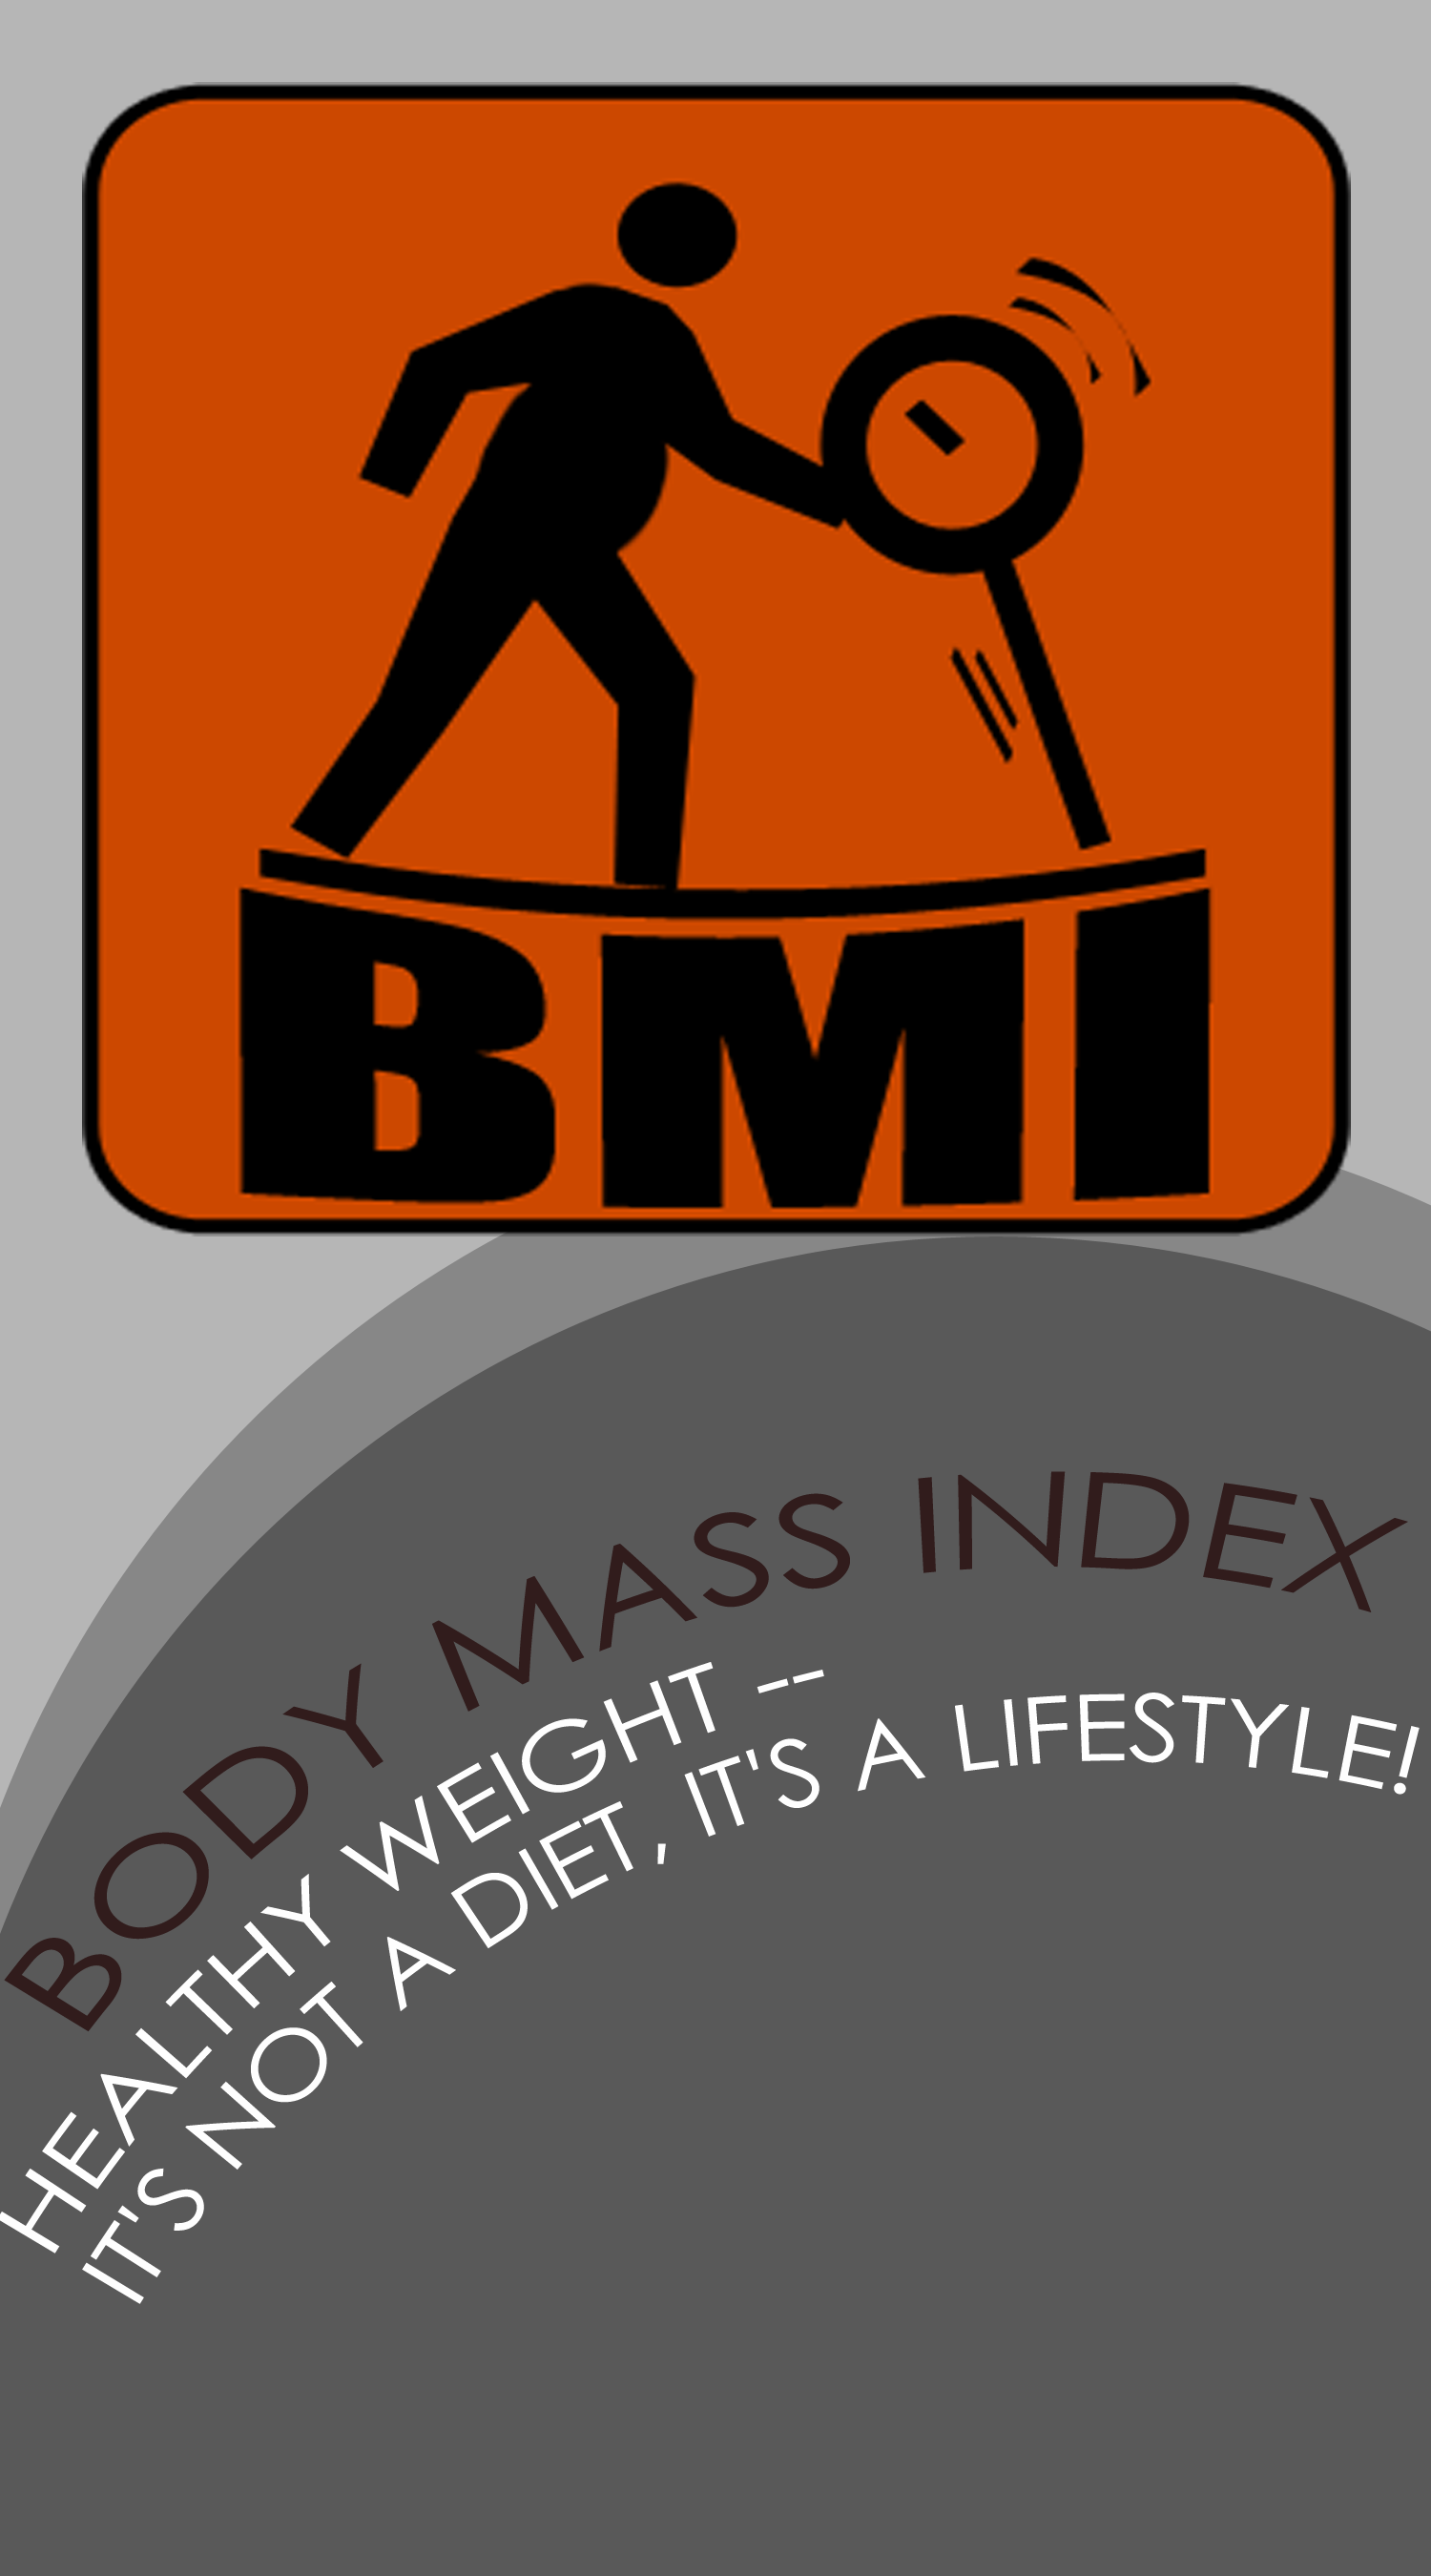 BMI
BODY MASS INDEX
HEALTHY WEIGHT --
IT'S NOT A DIET, IT'S A LIFESTYLE!